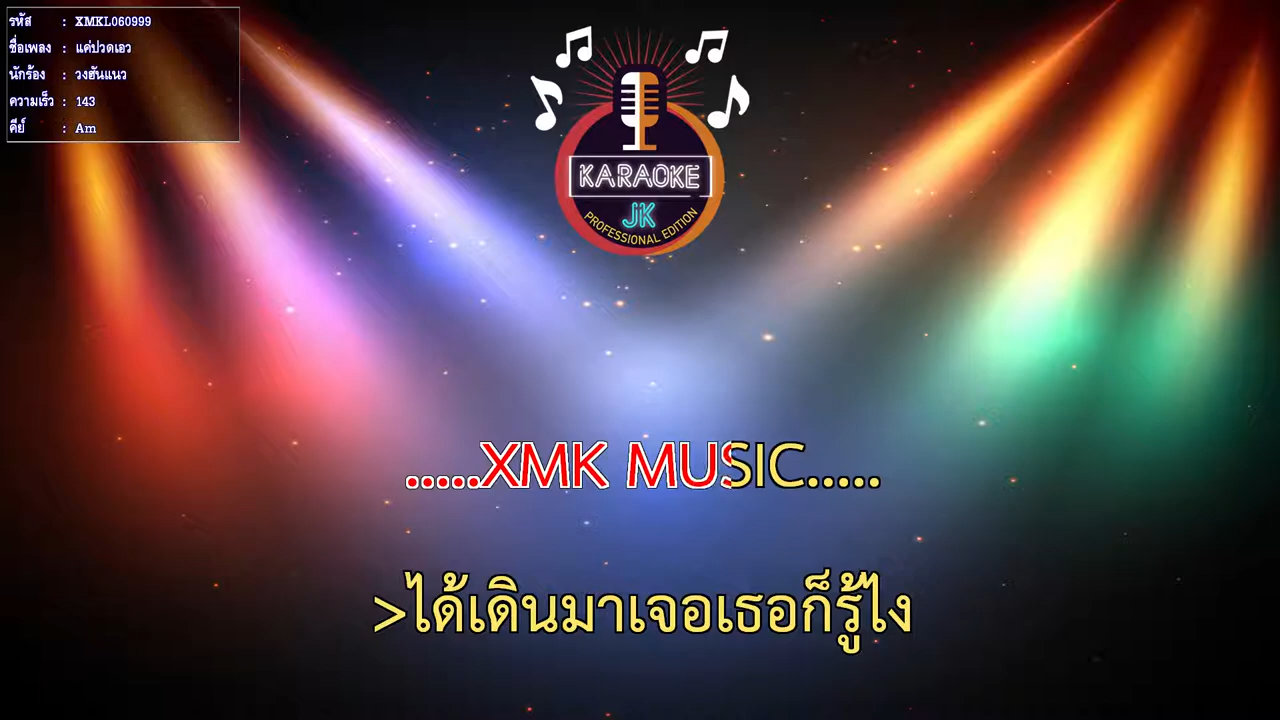 รหัส : XMKL060999
ชื่อเพลง : แค่ปวดเอว
นักร้อง : วงฮันแนว
ความเร็ว : 143
คีย์ : Am
KARAOKE
JK
PROFESSIONAL EDITION
.....XMK MUSIC.....
>ได้เดินมาเจอเธอก็รู้ไง